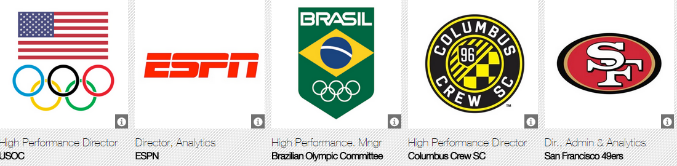 ESPN
BRASIL
COLUMBUS
96
CREW SC
TM
SF
High Performance Director
USOC
Director, Analytics
ESPN
High Performance. Mngr
Brazilian Olympic Committee
High Performance Director
Columbus Crew SC
Dir., Admin & Analytics
San Francisco 49ers